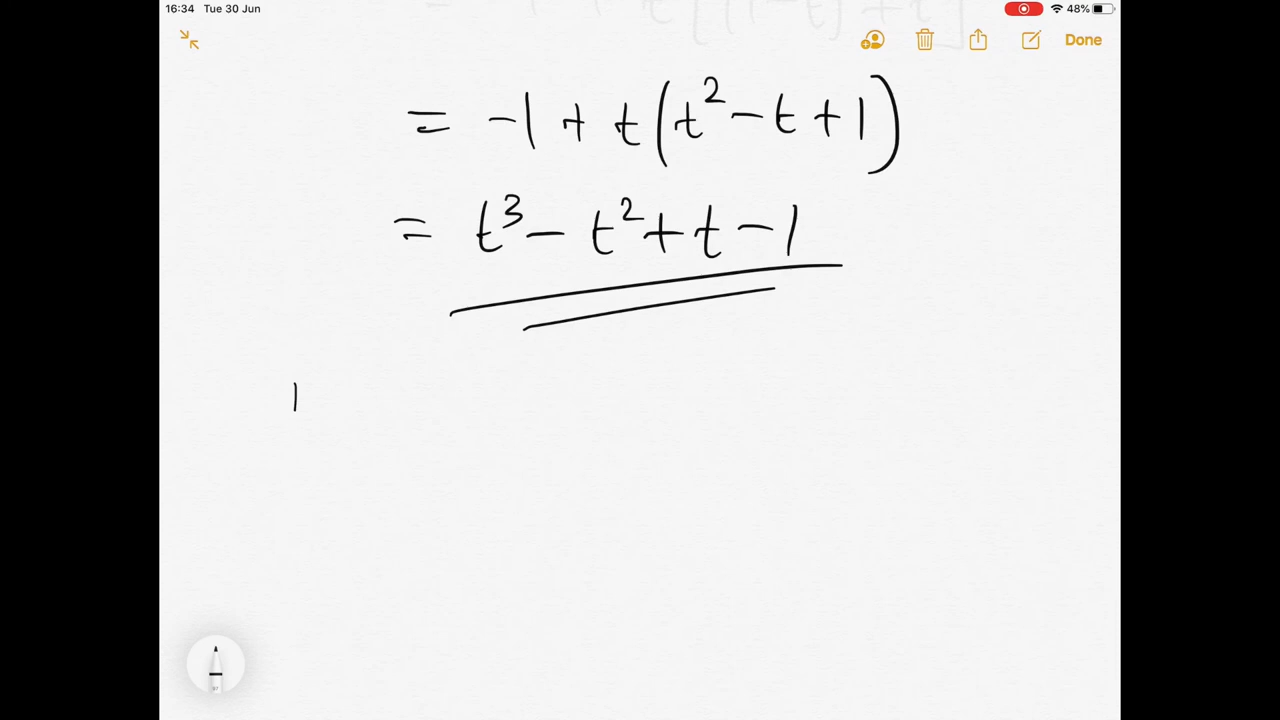 16:34 Tue 30 Jun 48%
Done
= -1 + t(t² - t + 1)
= t³ - t² + t - 1